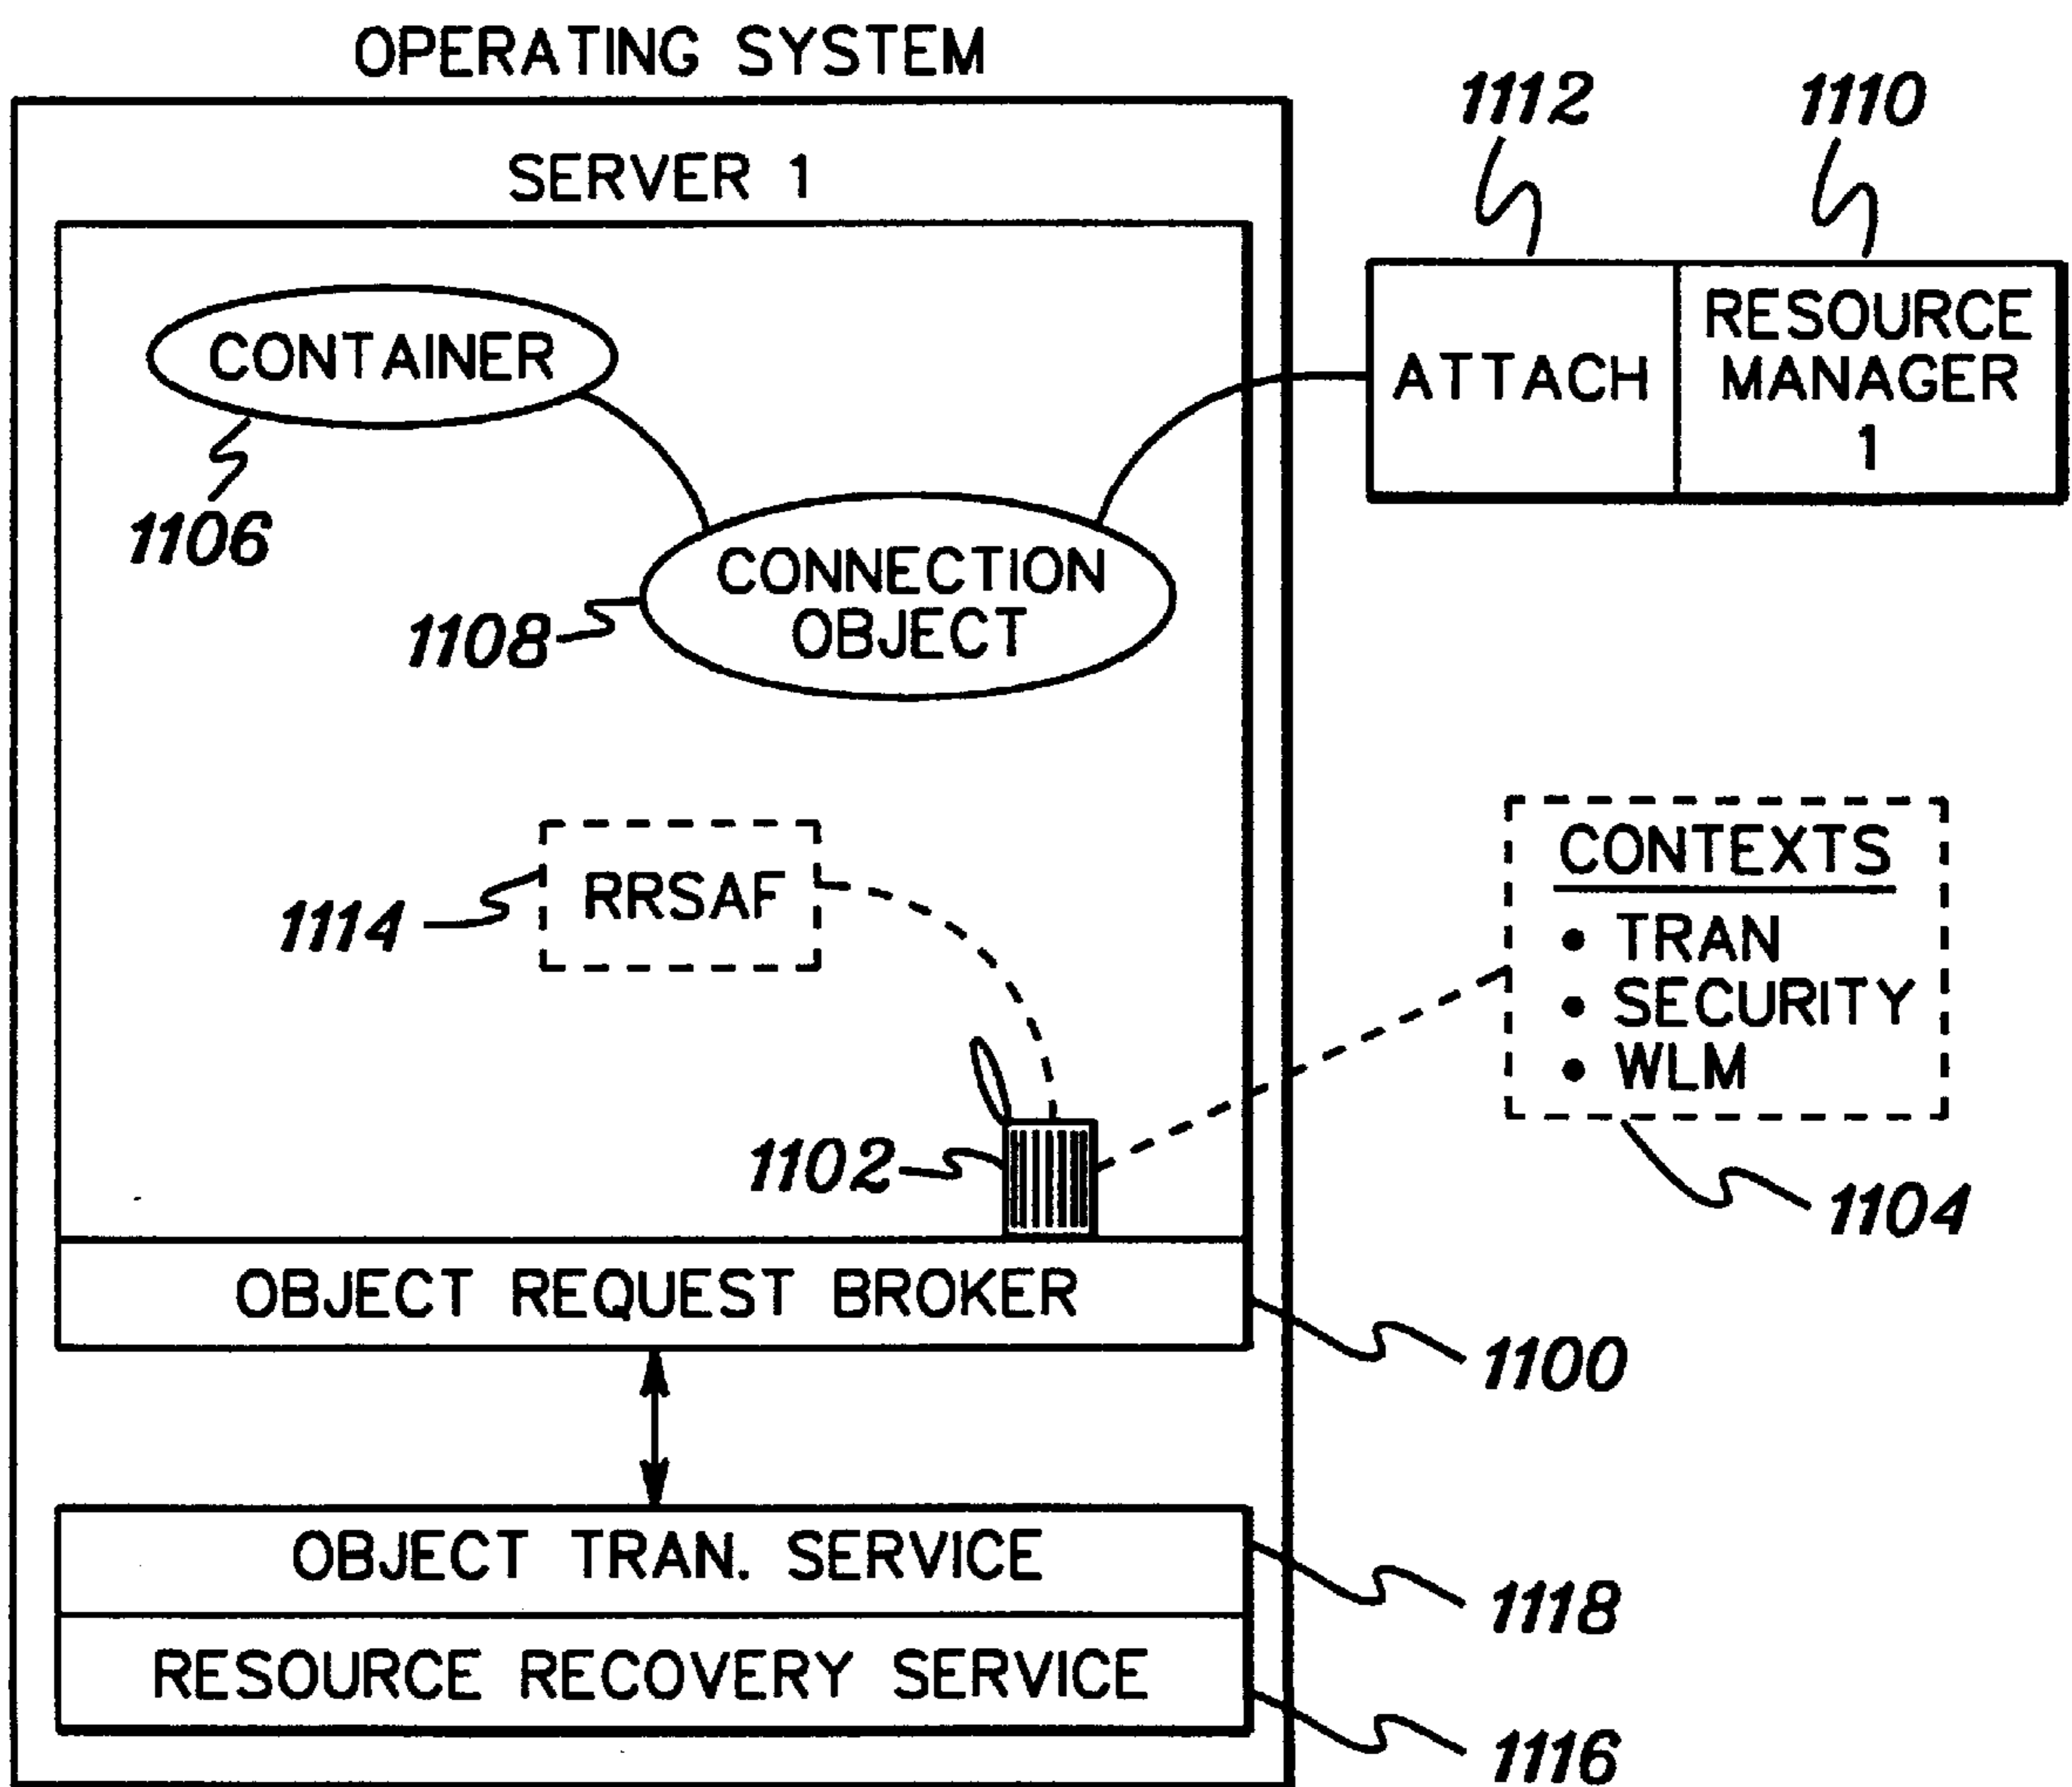 OPERATING SYSTEM
SERVER 1
1112
1110
CONTAINER
1106
ATTACH
RESOURCE
MANAGER
1
CONNECTION
OBJECT
1108
RRSAF
1114
CONTEXTS
• TRAN
• SECURITY
• WLM
1104
1102
OBJECT REQUEST BROKER
1100
OBJECT TRAN. SERVICE
1118
RESOURCE RECOVERY SERVICE
1116